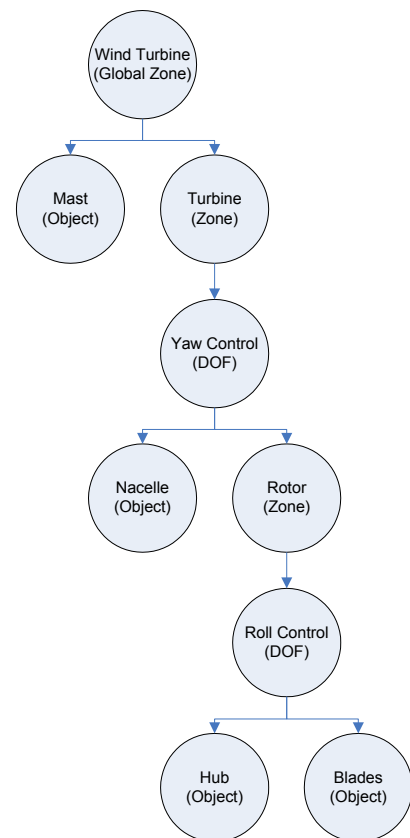 Wind Turbine
(Global Zone)
Mast
(Object)
Turbine
(Zone)
Yaw Control
(DOF)
Nacelle
(Object)
Rotor
(Zone)
Roll Control
(DOF)
Hub
(Object)
Blades
(Object)